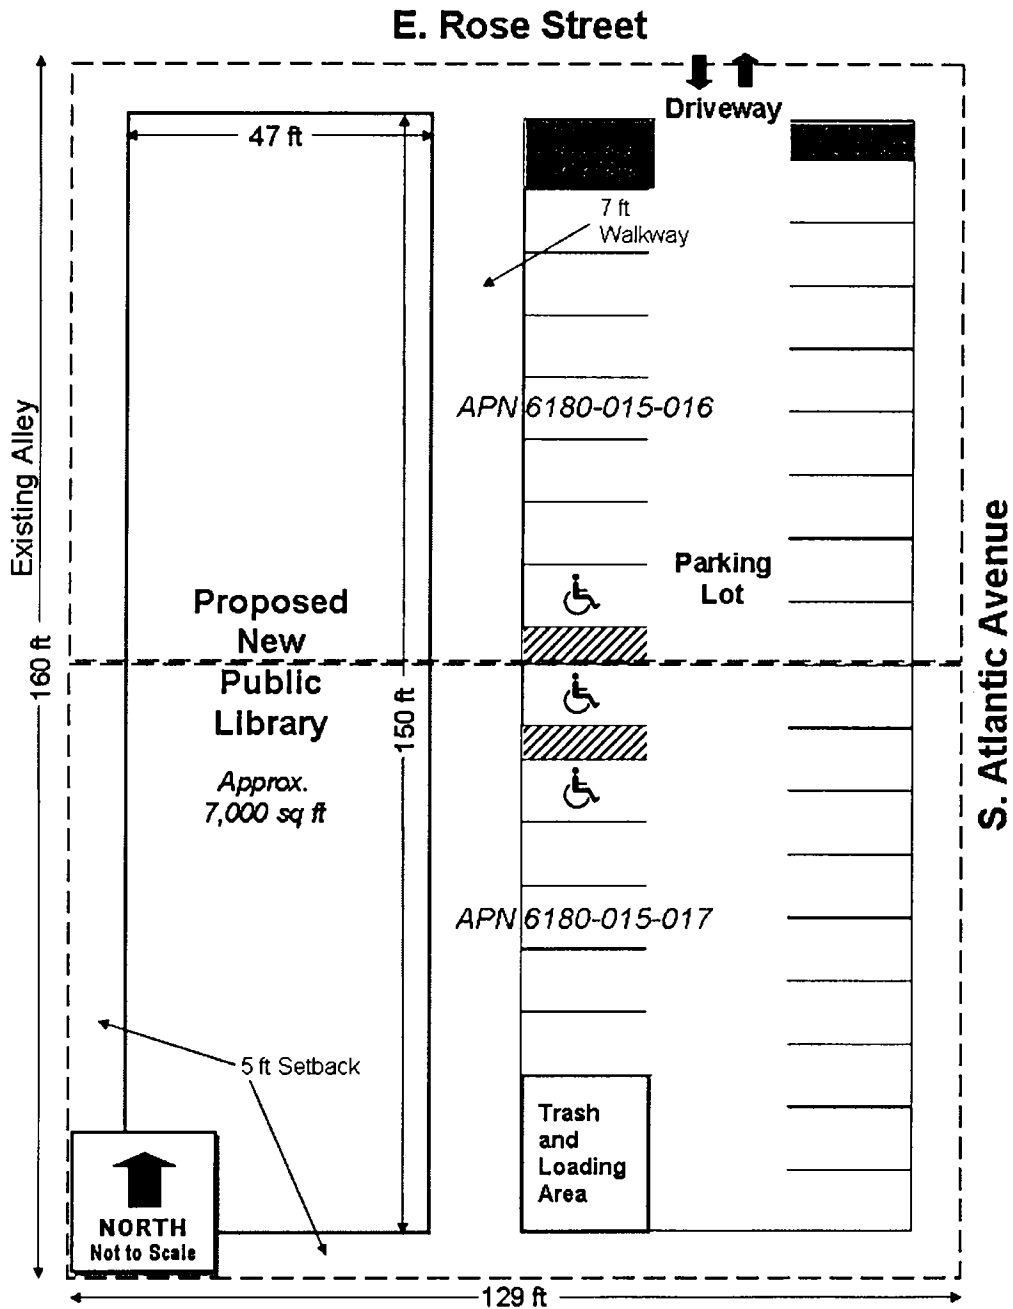 E. Rose Street
Driveway
47 ft
7 ft
Walkway
APN 6180-015-016
Existing Alley
160 ft
Parking
Lot
S. Atlantic Avenue
Proposed
New
Public
Library
150 ft
Approx.
7,000 sq ft
APN 6180-015-017
5 ft Setback
Trash
and
Loading
Area
NORTH
Not to Scale
129 ft